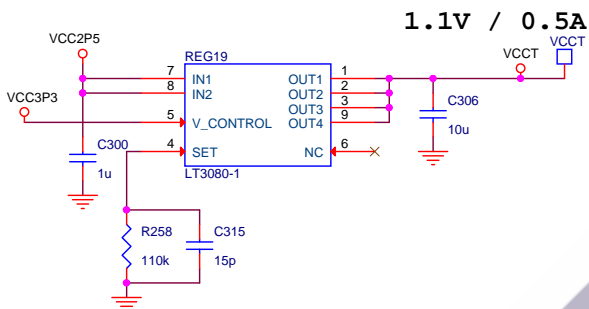 1.1V / 0.5A
VCC2P5
VCCT
VCCT
REG19
7 IN1 OUT1 1
8 IN2 OUT2 2
OUT3 3
VCC3P3
5 V_CONTROL OUT4 9
C306
10u
C300
1u
4 SET NC 6
LT3080-1
R258
110k
C315
15p